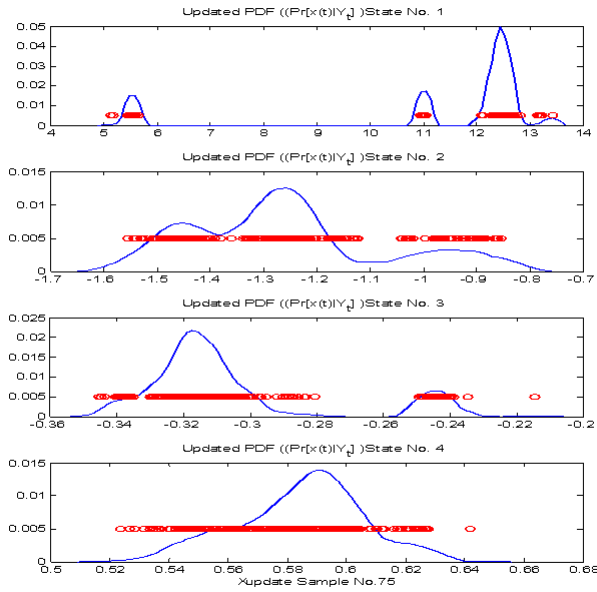 Updated PDF ((Pr[x(t)|Yt] )State No. 1
0.05
0.04
0.03
0.02
0.01
0
4 5 6 7 8 9 10 11 12 13 14
Updated PDF ((Pr[x(t)|Yt] )State No. 2
0.015
0.01
0.005
0
-1.7 -1.6 -1.5 -1.4 -1.3 -1.2 -1.1 -1 -0.9 -0.8 -0.7
Updated PDF ((Pr[x(t)|Yt] )State No. 3
0.025
0.02
0.015
0.01
0.005
0
-0.36 -0.34 -0.32 -0.3 -0.28 -0.26 -0.24 -0.22 -0.2
Updated PDF ((Pr[x(t)|Yt] )State No. 4
0.015
0.01
0.005
0
0.5 0.52 0.54 0.56 0.58 0.6 0.62 0.64 0.66 0.68
Xupdate Sample No.75